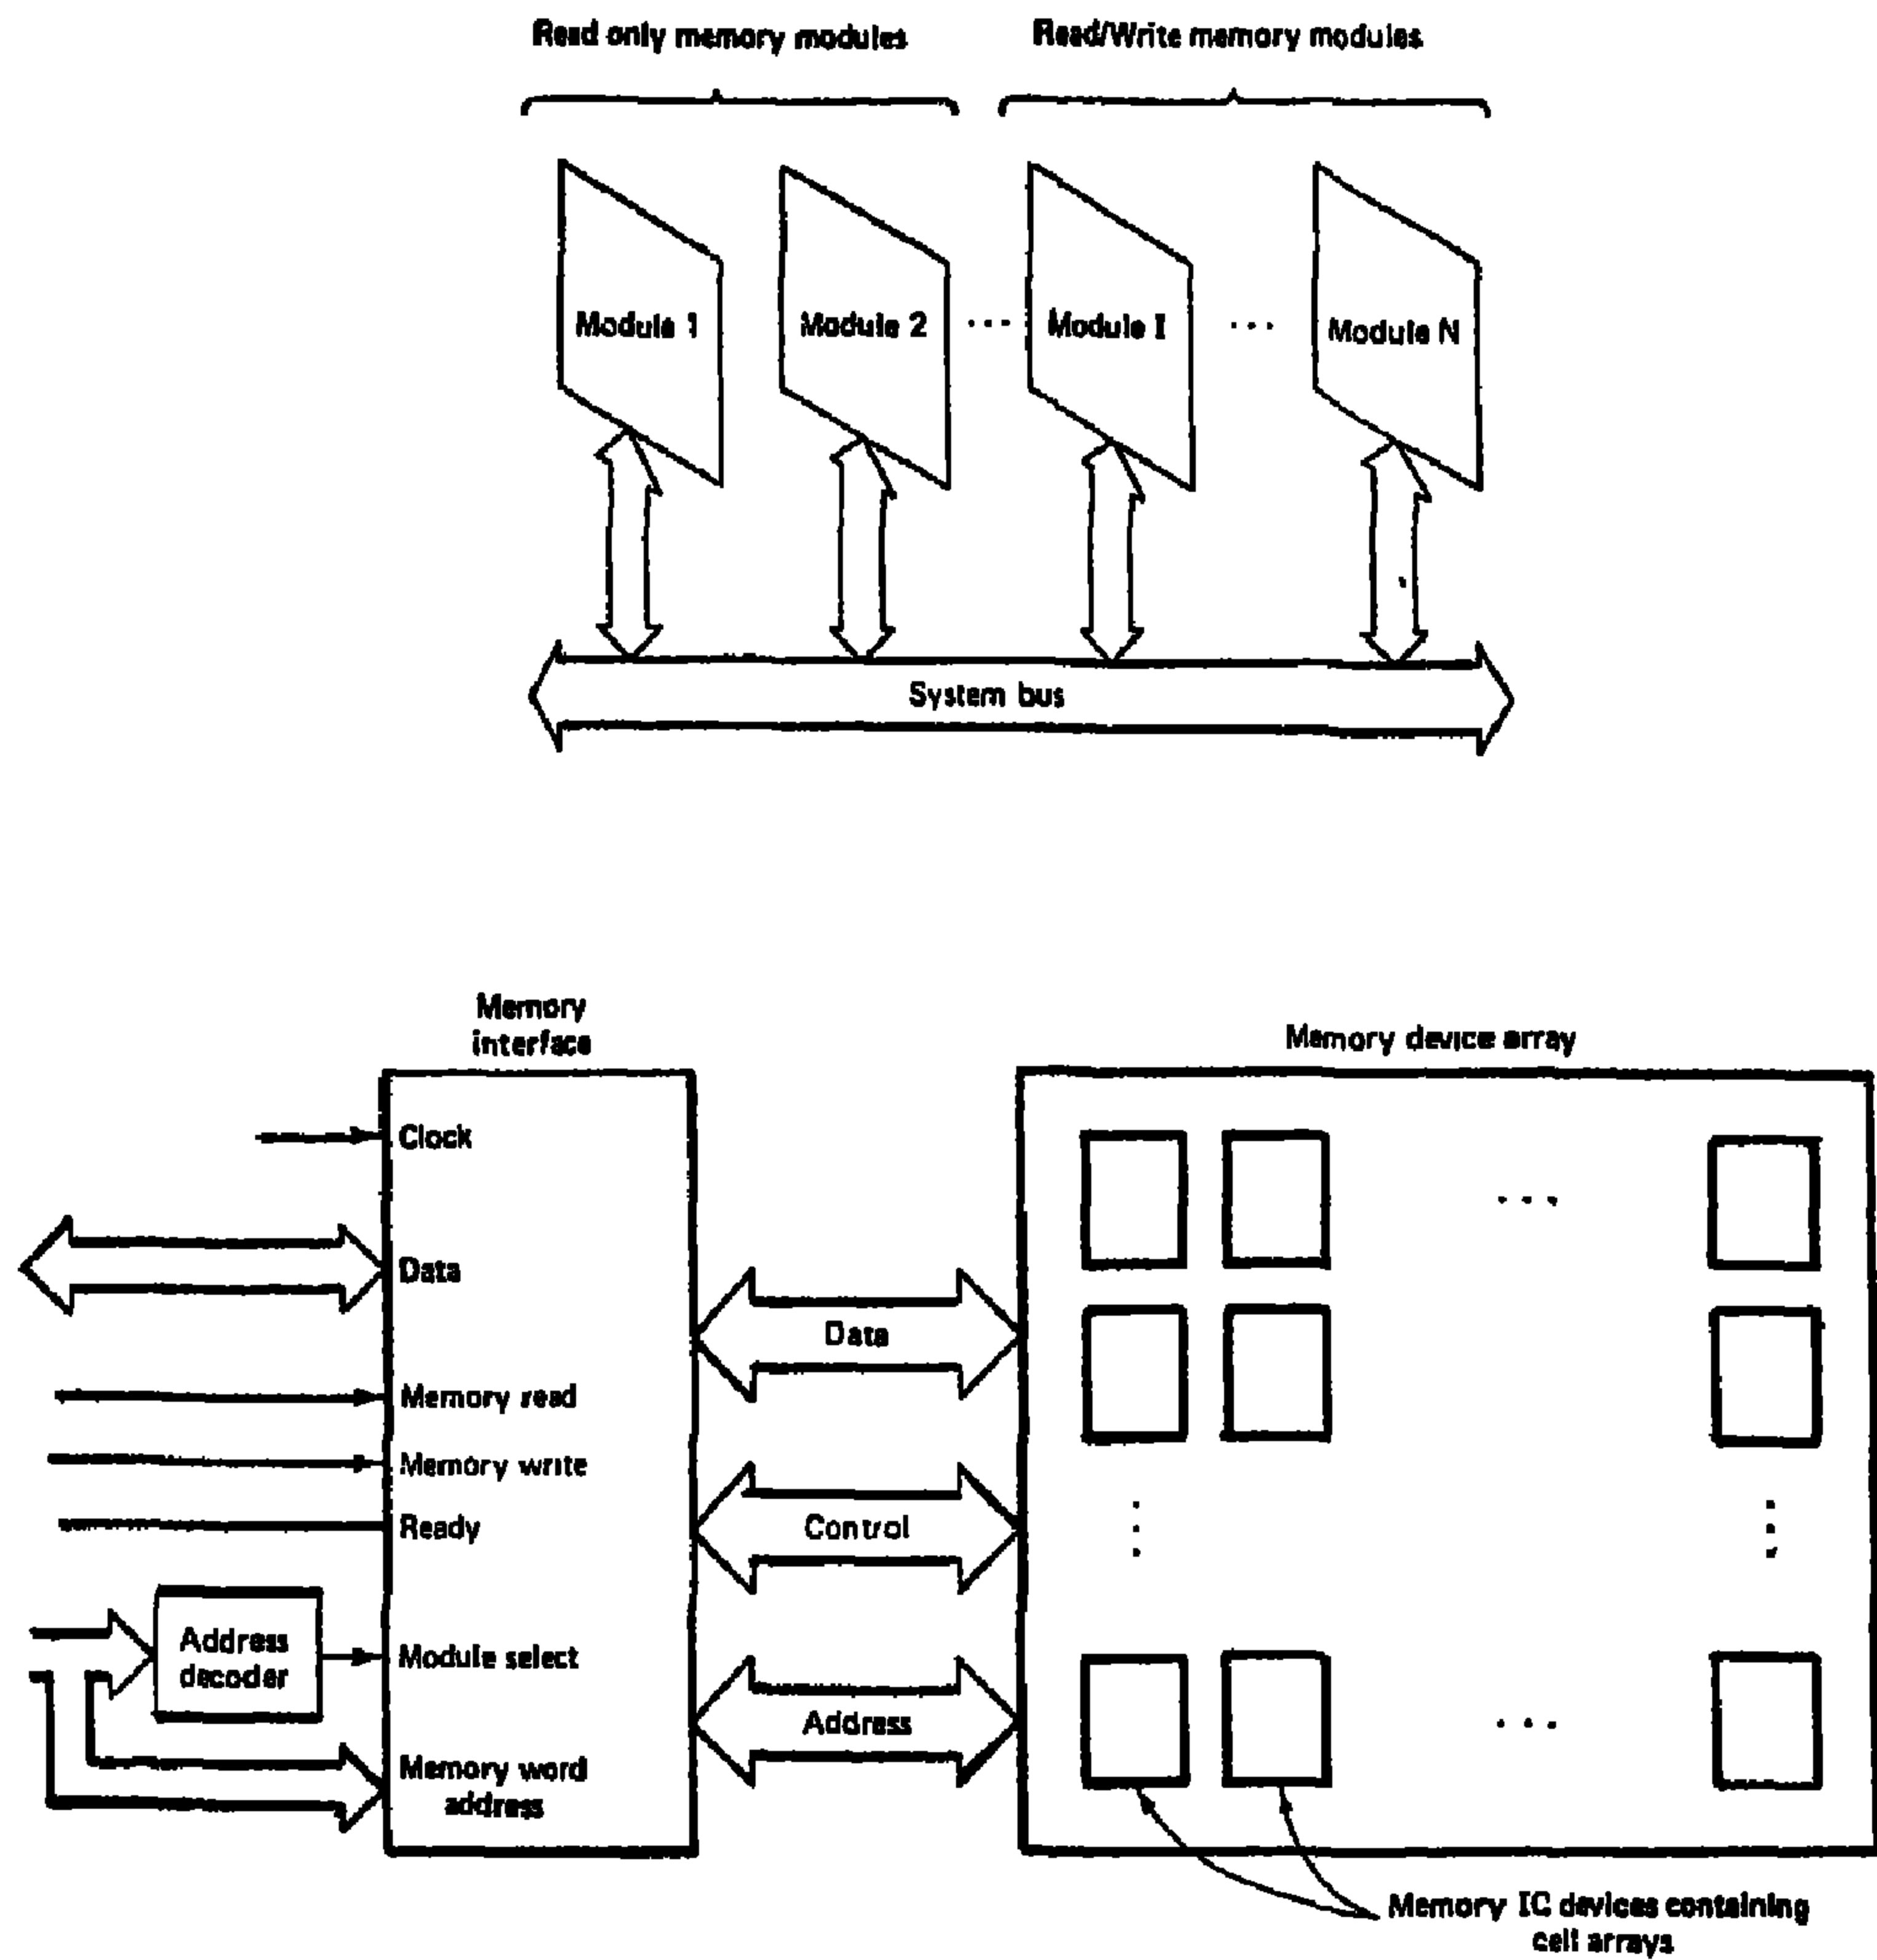 Read only memory modules
Read/Write memory modules
Module 1
Module 2
...
Module I
...
Module N
System bus
Memory
interface
Memory device array
Clock
Data
Memory read
Memory write
Ready
Address
decoder
Module select
Memory word
address
Data
Control
Address
Memory IC devices containing
cell arrays